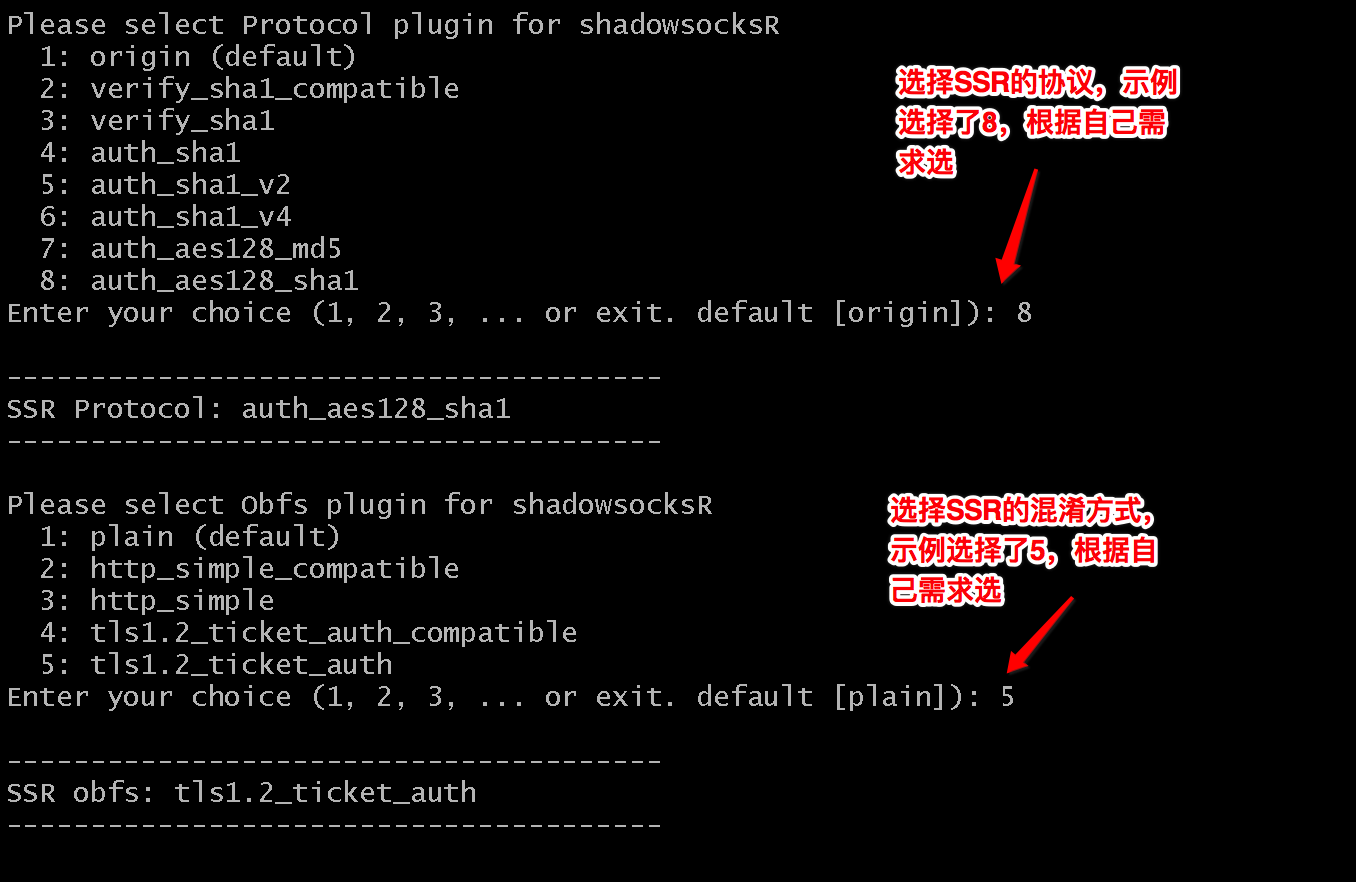 Please select Protocol plugin for shadowsocksR
1: origin (default)
2: verify_sha1_compatible
3: verify_sha1
4: auth_sha1
5: auth_sha1_v2
6: auth_sha1_v4
7: auth_aes128_md5
8: auth_aes128_sha1
Enter your choice (1, 2, 3, ... or exit. default [origin]): 8
选择SSR的协议，示例
选择了8，根据自己需
求选
---------------------------------------
SSR Protocol: auth_aes128_sha1
---------------------------------------
Please select Obfs plugin for shadowsocksR
1: plain (default)
2: http_simple_compatible
3: http_simple
4: tls1.2_ticket_auth_compatible
5: tls1.2_ticket_auth
Enter your choice (1, 2, 3, ... or exit. default [plain]): 5
选择SSR的混淆方式，
示例选择了5，根据自
己需求选
---------------------------------------
SSR obfs: tls1.2_ticket_auth
---------------------------------------